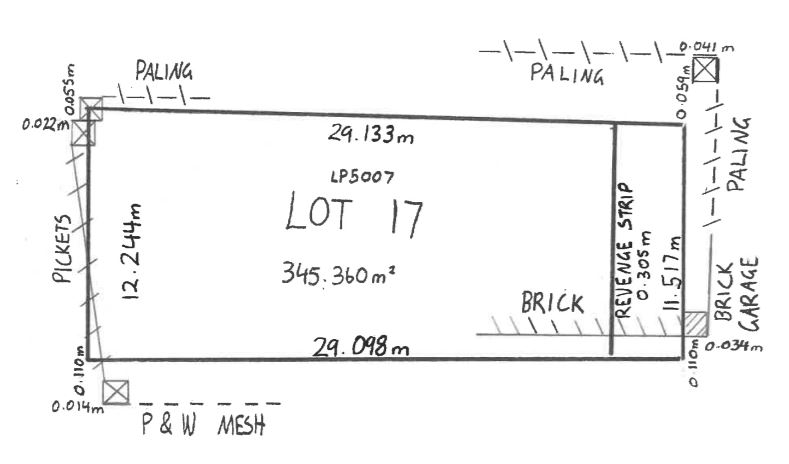 0.041 m
PALING
PALING
0.059m
0.055m
0.022m
29.133m
PALING
LP5007
LOT 17
345.360m²
12.244m
PICKETS
REVENGE STRIP
0.305m
11.517m
BRICK
BRICK
GARAGE
29.098m
0.034m
0.110m
0.110m
0.014m
P & W MESH